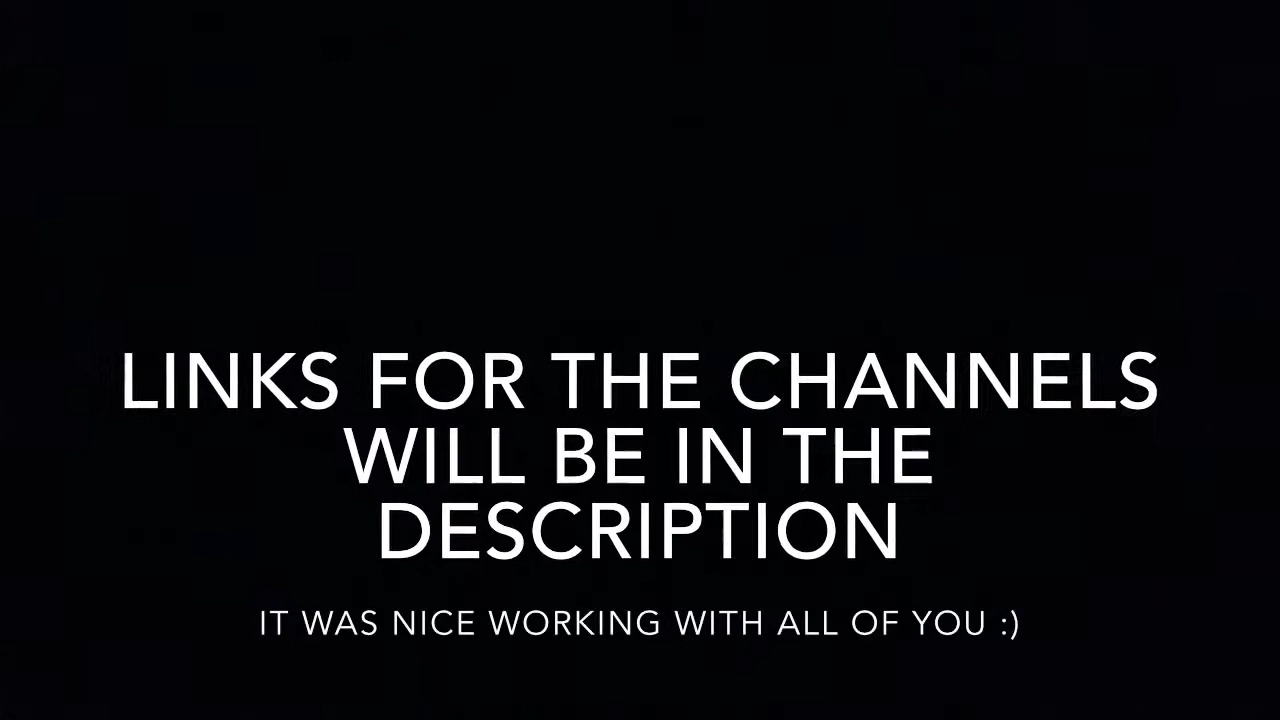 LINKS FOR THE CHANNELS
WILL BE IN THE
DESCRIPTION
IT WAS NICE WORKING WITH ALL OF YOU :)